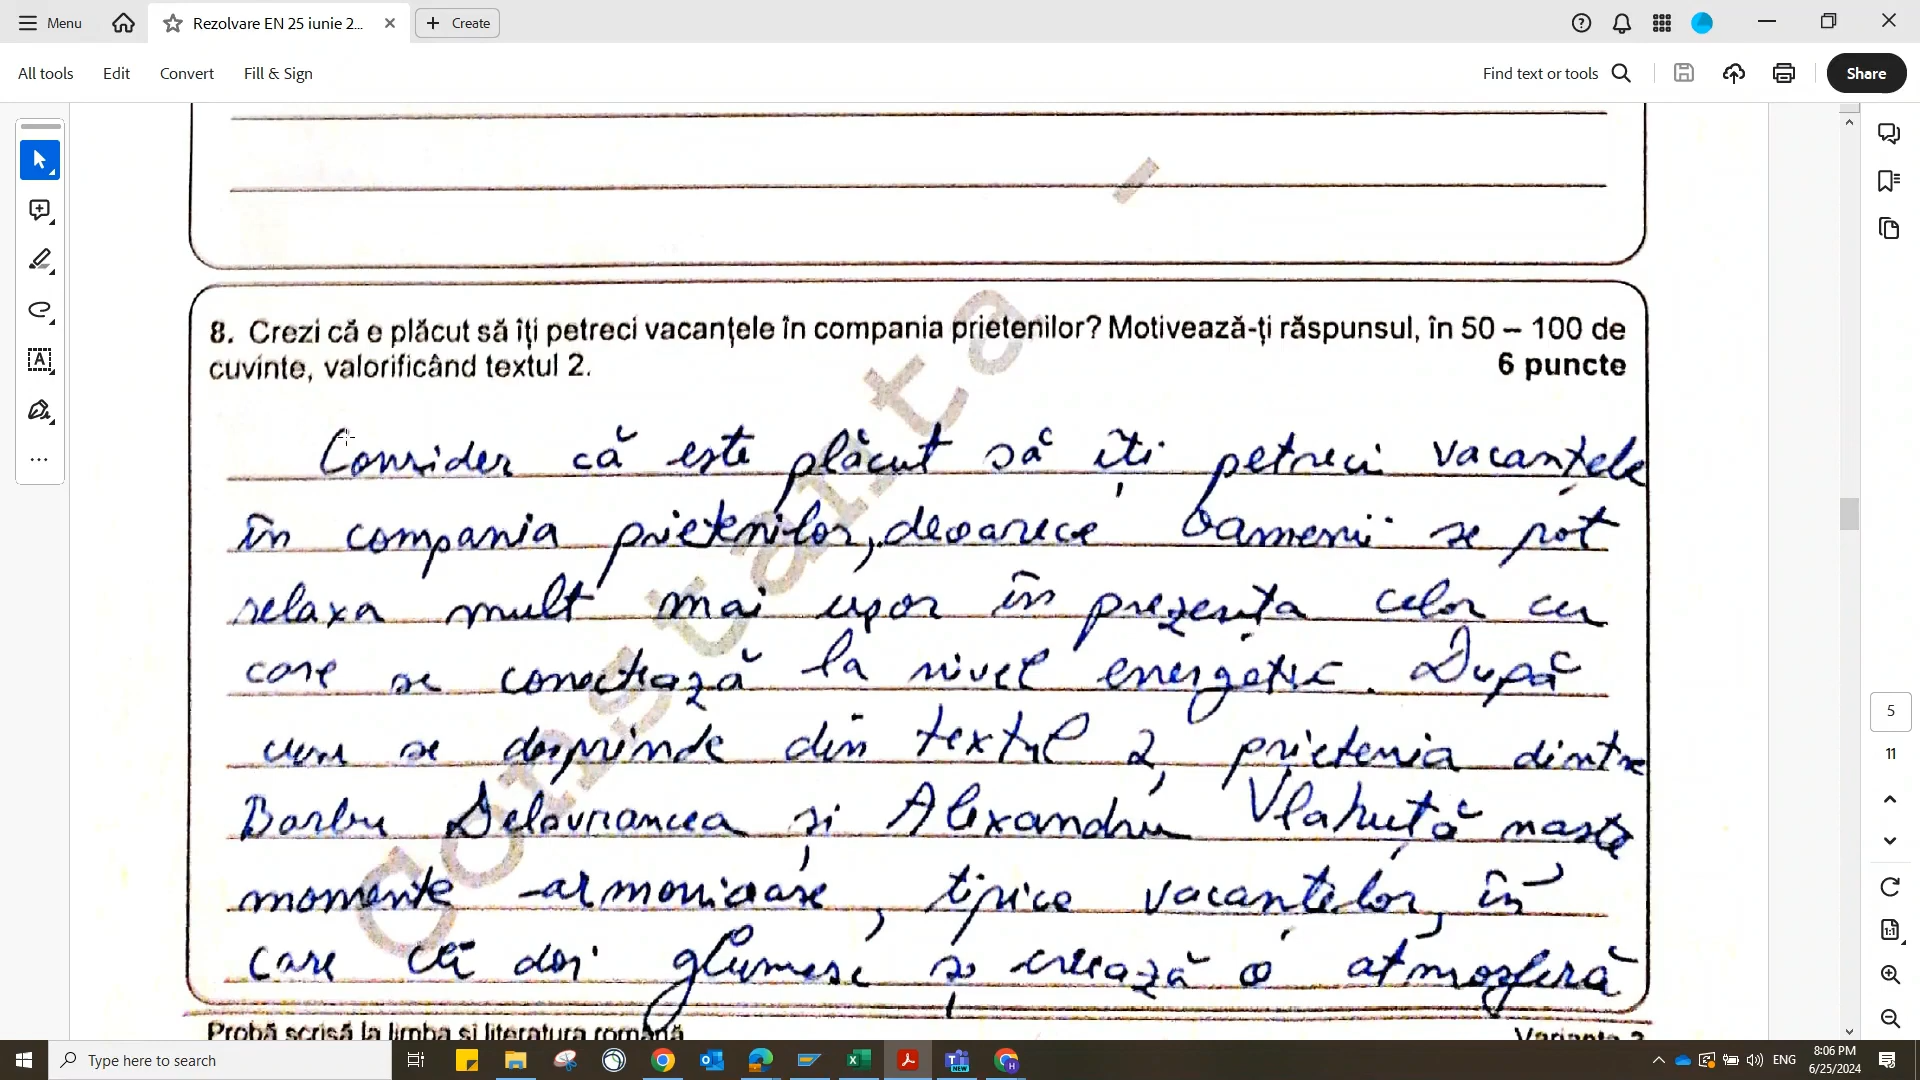 Menu
Rezolvare EN 25 iunie 2...
Create
All tools
Edit
Convert
Fill & Sign
Find text or tools
Share
8. Crezi că e plăcut să îți petreci vacanțele în compania prietenilor? Motivează-ți răspunsul, în 50 – 100 de
cuvinte, valorificând textul 2.
6 puncte
Consider că este plăcut să îți petreci vacanțele
în compania prietenilor, deoarece oamenii se pot
relaxa mult mai ușor în prezența celor cu
care se conectează la nivel energetic. După
cum se desprinde din textul 2, prietenia dintre
Barbu Delavrancea și Alexandru Vlahuță naște
momente armonioase, tipice vacanțelor, în
care cei doi glumesc și creează o atmosferă
Constanta
Probă scrisă la limba și literatura română
Varianta 2
5
11
1:1
Type here to search
ENG
8:06 PM
6/25/2024